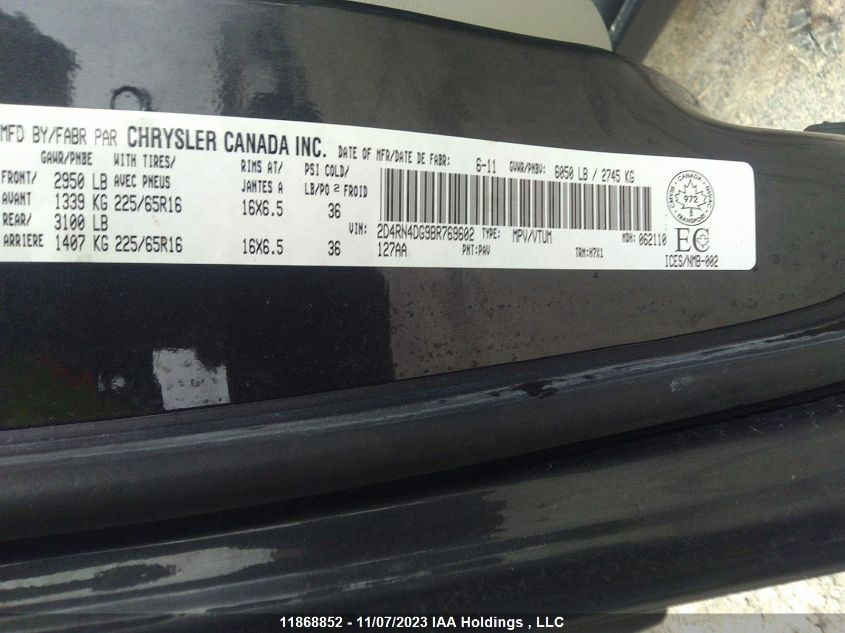 MFD BY/FABR PAR CHRYSLER CANADA INC. DATE OF MFR/DATE DE FABR: 6-11 GVWR/PNBV: 6050 LB / 2745 KG
GAWR/PNBE WITH TIRES/ RIMS AT/ PSI COLD/
FRONT/ 2950 LB AVEC PNEUS JANTES A LB/PO 2 FROID
AVANT 1339 KG 225/65R16 16X6.5 36
REAR/ 3100 LB
ARRIERE 1407 KG 225/65R16 16X6.5 36
VIN: 2D4RN4DG9BR769602 TYPE: MPV/VTUM MDH: 062110
127AA PNT:PAV TRM:H7X1
CANADA
972
TRANSPORT
EC
ICES/NMB-002
11868852 - 11/07/2023 IAA Holdings , LLC